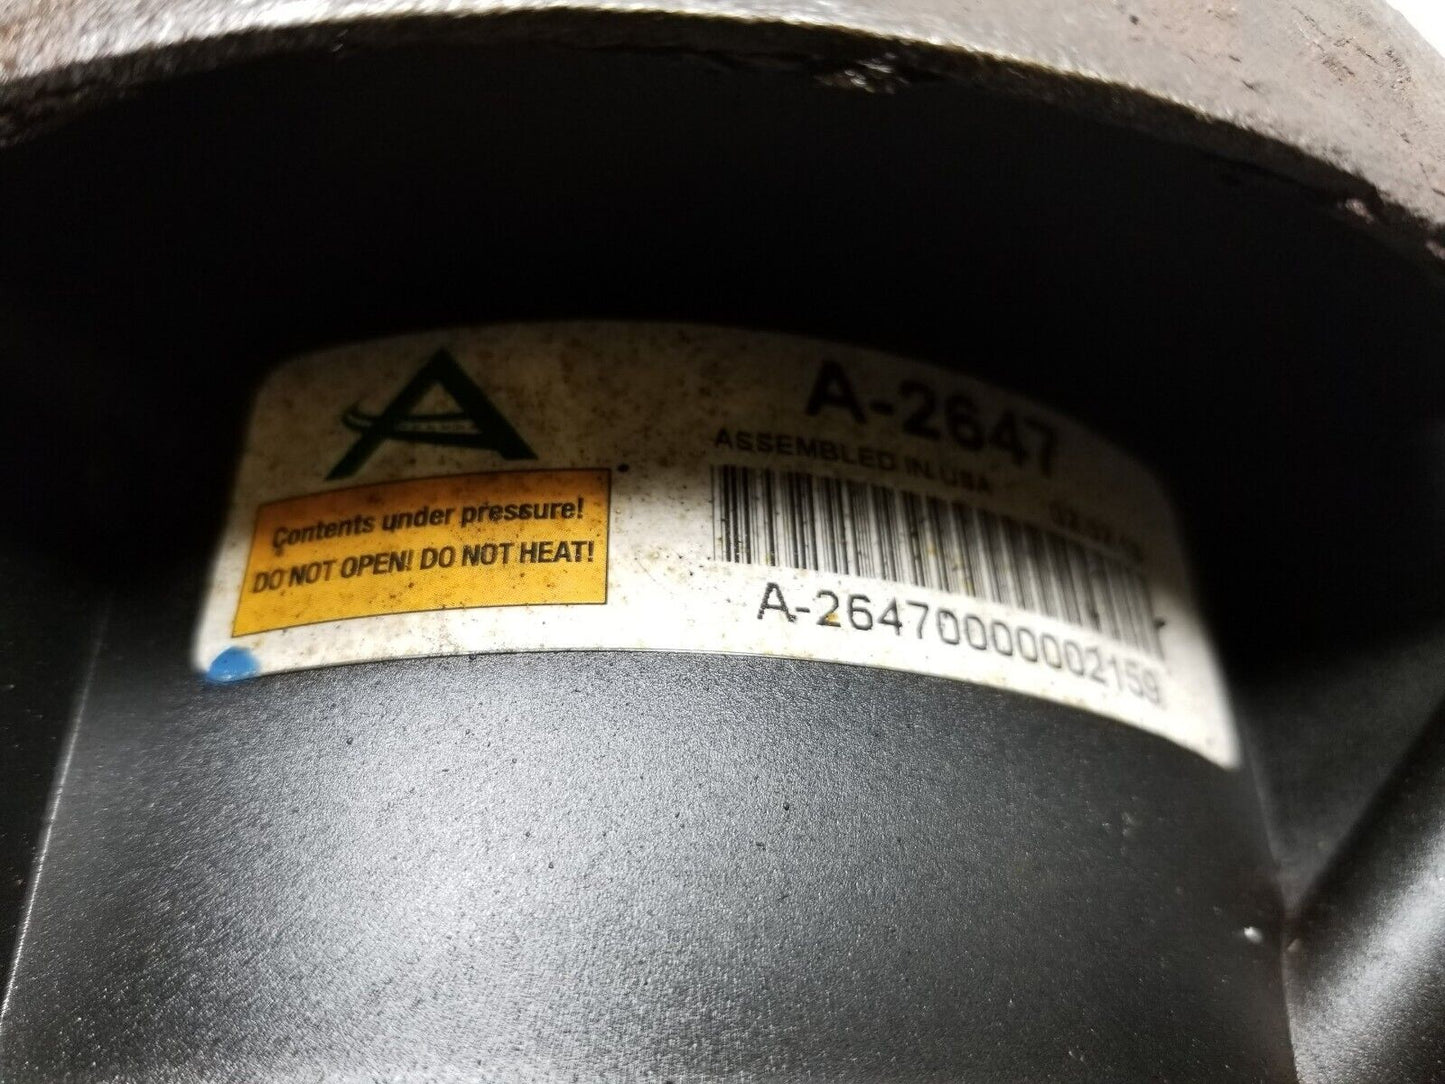 A-2647
ASSEMBLED IN USA
Contents under pressure!
DO NOT OPEN! DO NOT HEAT!
A-26470000002159